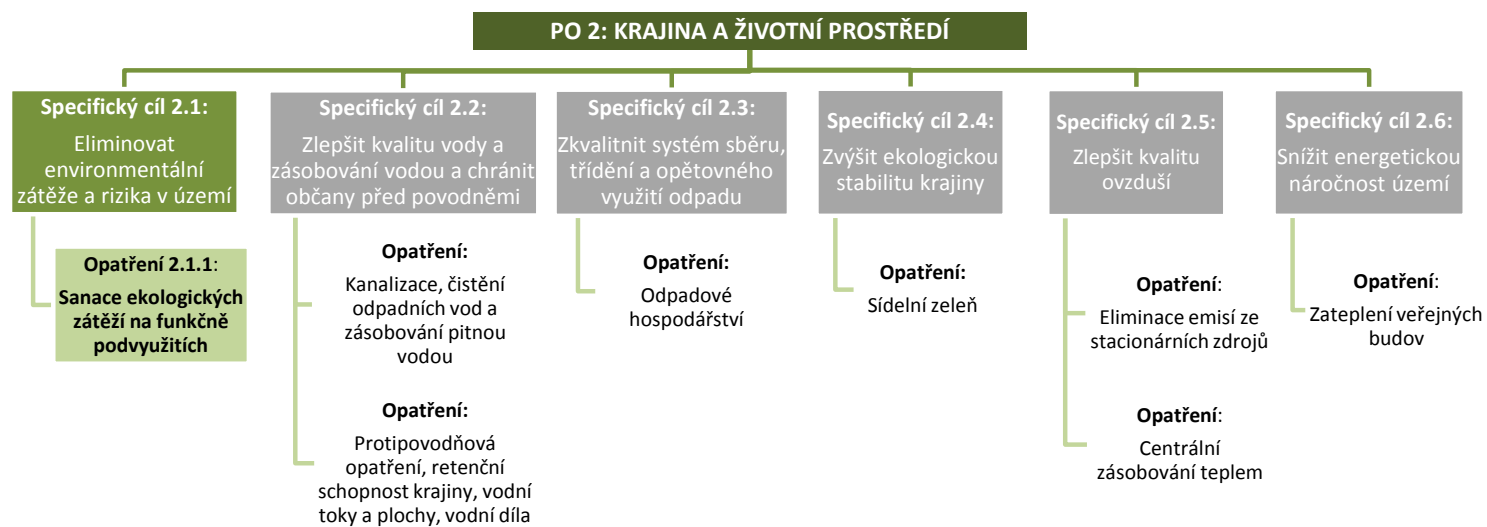 PO 2: KRAJINA A ŽIVOTNÍ PROSTŘEDÍ
Specifický cíl 2.1:
Eliminovat
environmentální
zátěže a rizika v území
Opatření 2.1.1:
Sanace ekologických
zátěží na funkčně
podvyužitích
Specifický cíl 2.2:
Zlepšit kvalitu vody a
zásobování vodou a chránit
občany před povodněmi
Opatření:
Kanalizace, čistění
odpadních vod a
zásobování pitnou
vodou
Opatření:
Protipovodňová
opatření, retenční
schopnost krajiny, vodní
toky a plochy, vodní díla
Specifický cíl 2.3:
Zkvalitnit systém sběru,
třídění a opětovného
využití odpadu
Opatření:
Odpadové
hospodářství
Specifický cíl 2.4:
Zvýšit ekologickou
stabilitu krajiny
Opatření:
Sídelní zeleň
Specifický cíl 2.5:
Zlepšit kvalitu
ovzduší
Opatření:
Eliminace emisí ze
stacionárních zdrojů
Opatření:
Centrální
zásobování teplem
Specifický cíl 2.6:
Snížit energetickou
náročnost území
Opatření:
Zateplení veřejných
budov